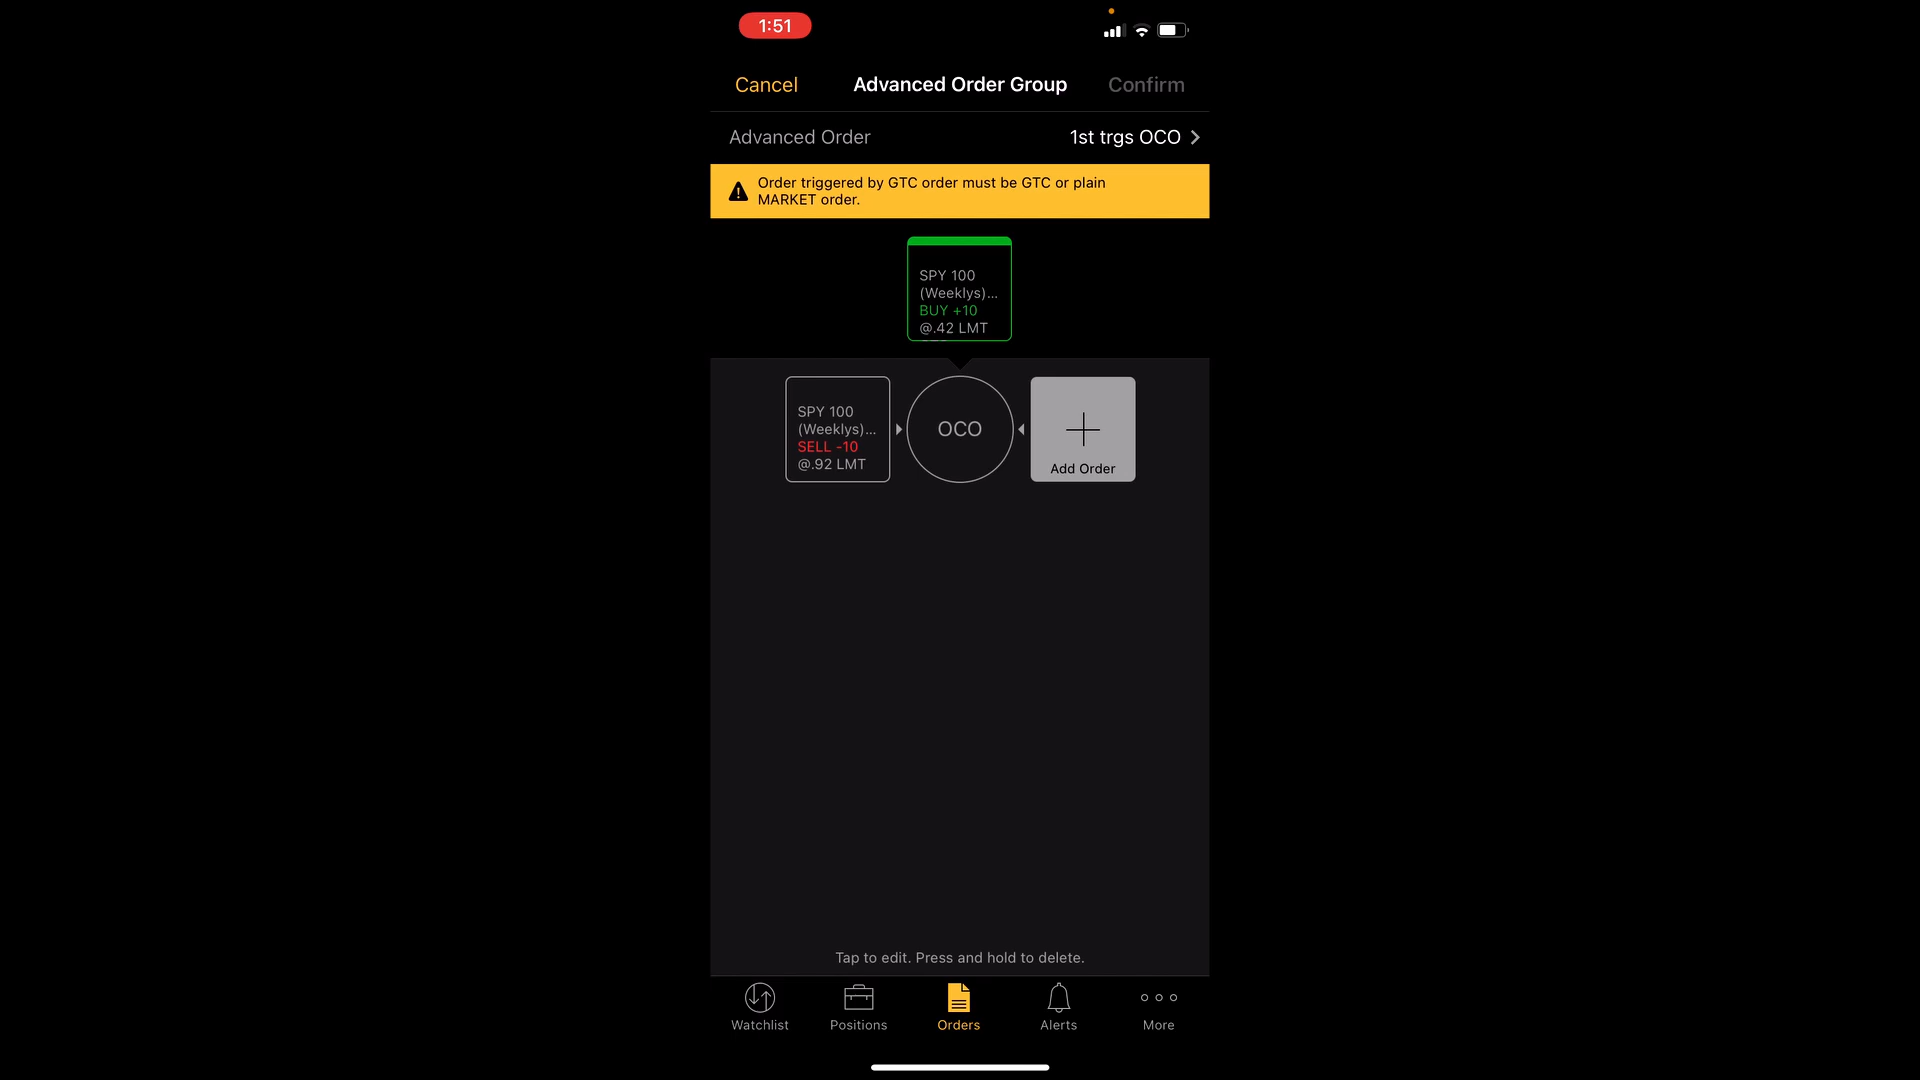 1:51
Cancel
Advanced Order Group
Confirm
Advanced Order
1st trgs OCO
Order triggered by GTC order must be GTC or plain
MARKET order.
SPY 100
(Weeklys)...
BUY +10
@.42 LMT
SPY 100
(Weeklys)...
SELL -10
@.92 LMT
OCO
Add Order
Tap to edit. Press and hold to delete.
Watchlist
Positions
Orders
Alerts
More